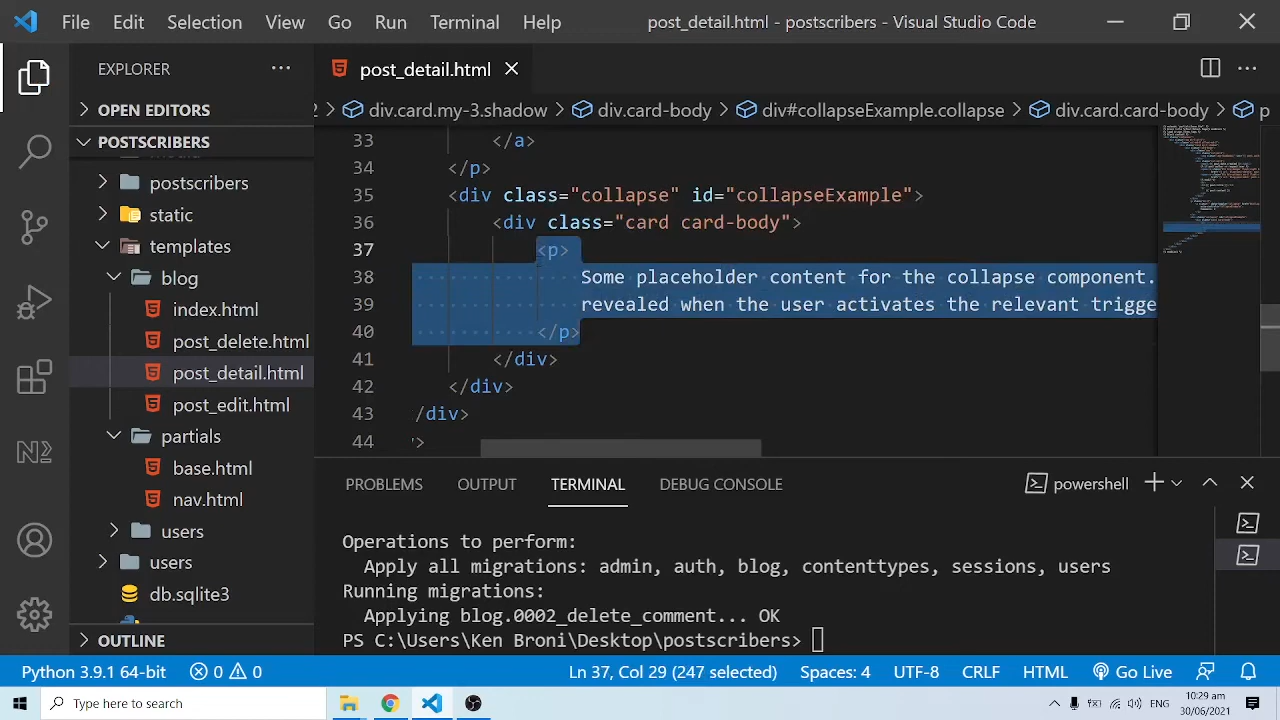 File Edit Selection View Go Run Terminal Help post_detail.html - postscribers - Visual Studio Code
EXPLORER
post_detail.html
OPEN EDITORS
2 > div.card.my-3.shadow > div.card-body > div#collapseExample.collapse > div.card.card-body > p
POSTSCRIBERS
postscribers
static
templates
blog
index.html
post_delete.html
post_detail.html
post_edit.html
partials
base.html
nav.html
users
users
db.sqlite3
OUTLINE
33 </a>
34 </p>
35 <div class="collapse" id="collapseExample">
36 <div class="card card-body">
37 <p>
38 Some placeholder content for the collapse component.
39 revealed when the user activates the relevant trigge
40 </p>
41 </div>
42 </div>
43 /div>
44 >
PROBLEMS OUTPUT TERMINAL DEBUG CONSOLE powershell
Operations to perform:
Apply all migrations: admin, auth, blog, contenttypes, sessions, users
Running migrations:
Applying blog.0002_delete_comment... OK
PS C:\Users\Ken Broni\Desktop\postscribers>
Python 3.9.1 64-bit 0 0 Ln 37, Col 29 (247 selected) Spaces: 4 UTF-8 CRLF HTML Go Live
Type here to search
ENG
10:29 am
30/06/2021